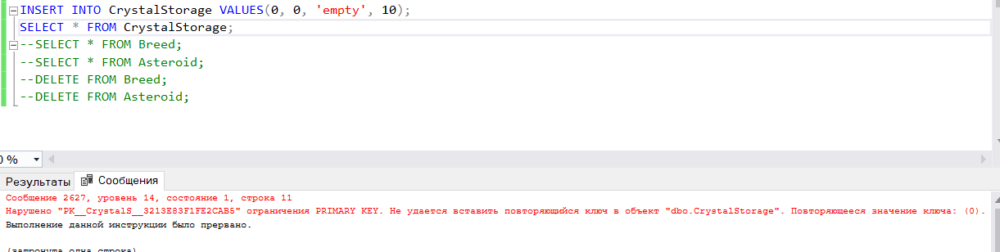 INSERT INTO CrystalStorage VALUES(0, 0, 'empty', 10);
SELECT * FROM CrystalStorage;
--SELECT * FROM Breed;
--SELECT * FROM Asteroid;
--DELETE FROM Breed;
--DELETE FROM Asteroid;
0 %
Результаты Сообщения
Сообщение 2627, уровень 14, состояние 1, строка 11
Нарушено "PK__CrystalS__3213E83F1FE2CAB5" ограничения PRIMARY KEY. Не удается вставить повторяющийся ключ в объект "dbo.CrystalStorage". Повторяющееся значение ключа: (0).
Выполнение данной инструкции было прервано.
(затронута одна строка)